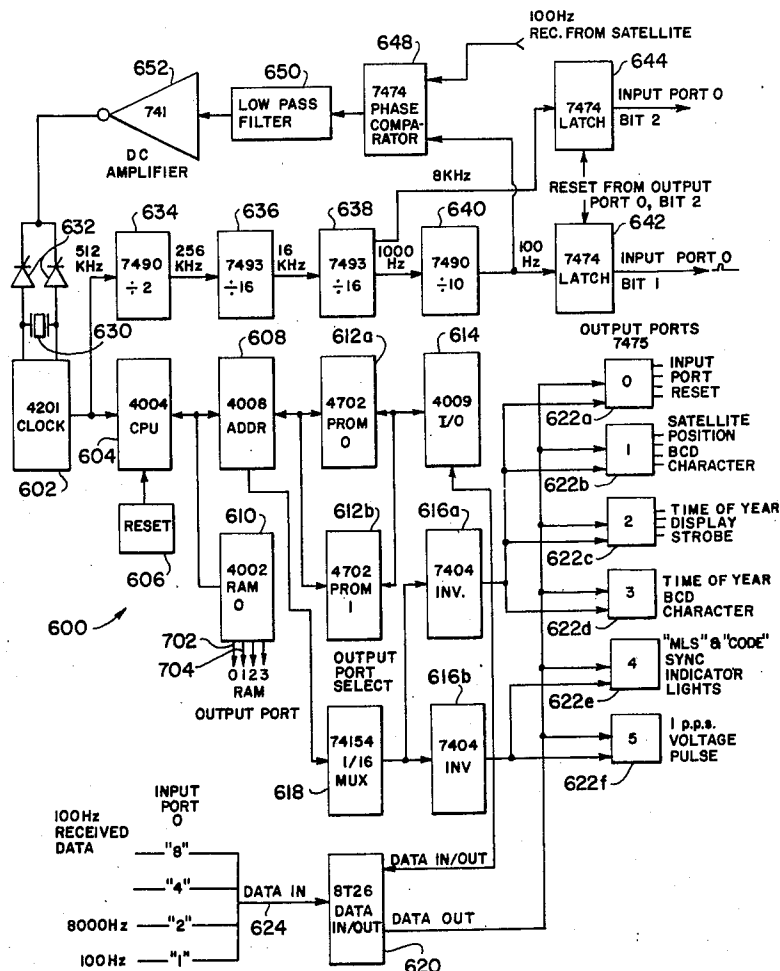 100Hz
REC. FROM SATELLITE
648
652
650
644
741
LOW PASS
FILTER
7474
PHASE
COMPA-
RATOR
7474
LATCH
INPUT PORT 0
BIT 2
DC
AMPLIFIER
8KHz
RESET FROM OUTPUT
PORT 0, BIT 2
632
634
636
638
640
642
512
KHz
7490
÷2
256
KHz
7493
÷16
16
KHz
7493
÷16
1000
Hz
7490
÷10
100
Hz
7474
LATCH
INPUT PORT 0
BIT 1
630
608
612a
614
OUTPUT PORTS
7475
4201
CLOCK
4004
CPU
4008
ADDR
4702
PROM
0
4009
I/O
0
INPUT
PORT
RESET
622a
602
604
1
SATELLITE
POSITION
BCD
CHARACTER
622b
RESET
606
610
612b
616a
2
TIME OF YEAR
DISPLAY
STROBE
622c
4002
RAM
0
4702
PROM
1
7404
INV.
3
TIME OF YEAR
BCD
CHARACTER
622d
600
702
704
0123
RAM
OUTPUT PORT
OUTPUT
PORT
SELECT
616b
4
"MLS" & "CODE"
SYNC
INDICATOR
LIGHTS
622e
74154
1/16
MUX
618
7404
INV
5
1 p.p.s.
VOLTAGE
PULSE
622f
INPUT
PORT
0
100Hz
RECEIVED
DATA
"8"
"4"
8000Hz
"2"
100Hz
"1"
DATA IN
624
8T26
DATA
IN/OUT
620
DATA IN/OUT
DATA OUT